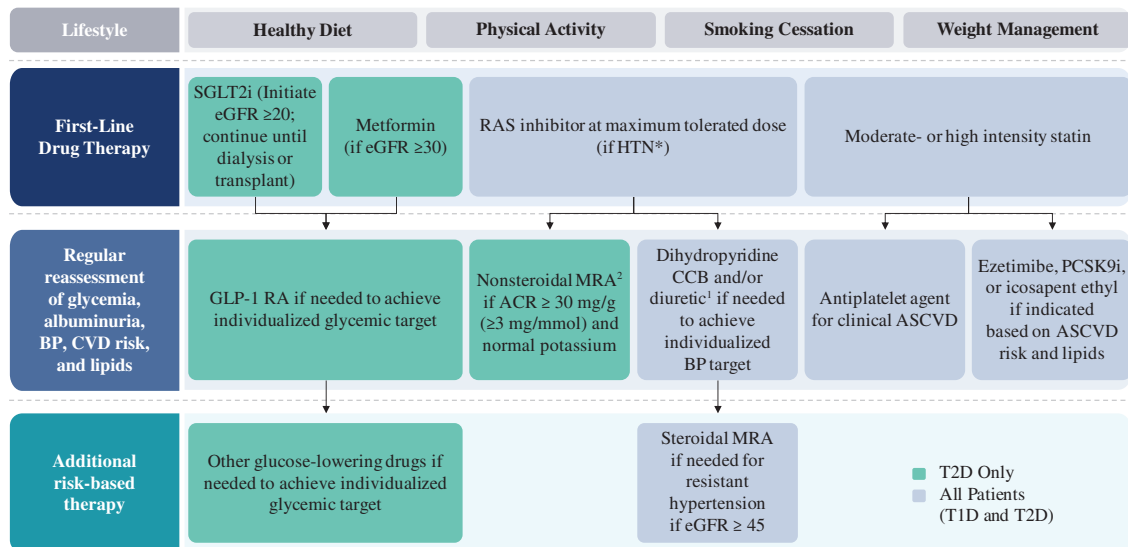 Lifestyle
Healthy Diet
Physical Activity
Smoking Cessation
Weight Management
First-Line
Drug Therapy
SGLT2i (Initiate
eGFR ≥20;
continue until
dialysis or
transplant)
Metformin
(if eGFR ≥30)
RAS inhibitor at maximum tolerated dose
(if HTN*)
Moderate- or high intensity statin
Regular
reassessment
of glycemia,
albuminuria,
BP, CVD risk,
and lipids
GLP-1 RA if needed to achieve
individualized glycemic target
Nonsteroidal MRA²
if ACR ≥ 30 mg/g
(≥3 mg/mmol) and
normal potassium
Dihydropyridine
CCB and/or
diuretic¹ if needed
to achieve
individualized
BP target
Antiplatelet agent
for clinical ASCVD
Ezetimibe, PCSK9i,
or icosapent ethyl
if indicated
based on ASCVD
risk and lipids
Additional
risk-based
therapy
Other glucose-lowering drugs if
needed to achieve individualized
glycemic target
Steroidal MRA
if needed for
resistant
hypertension
if eGFR ≥ 45
T2D Only
All Patients
(T1D and T2D)